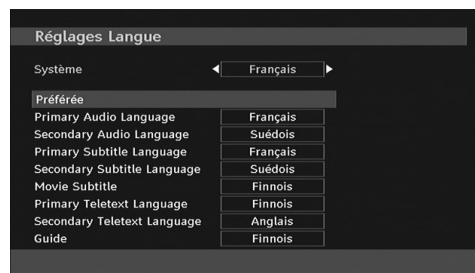 Réglages Langue
Système Français
Préférée
Primary Audio Language Français
Secondary Audio Language Suédois
Primary Subtitle Language Français
Secondary Subtitle Language Suédois
Movie Subtitle Finnois
Primary Teletext Language Finnois
Secondary Teletext Language Anglais
Guide Finnois